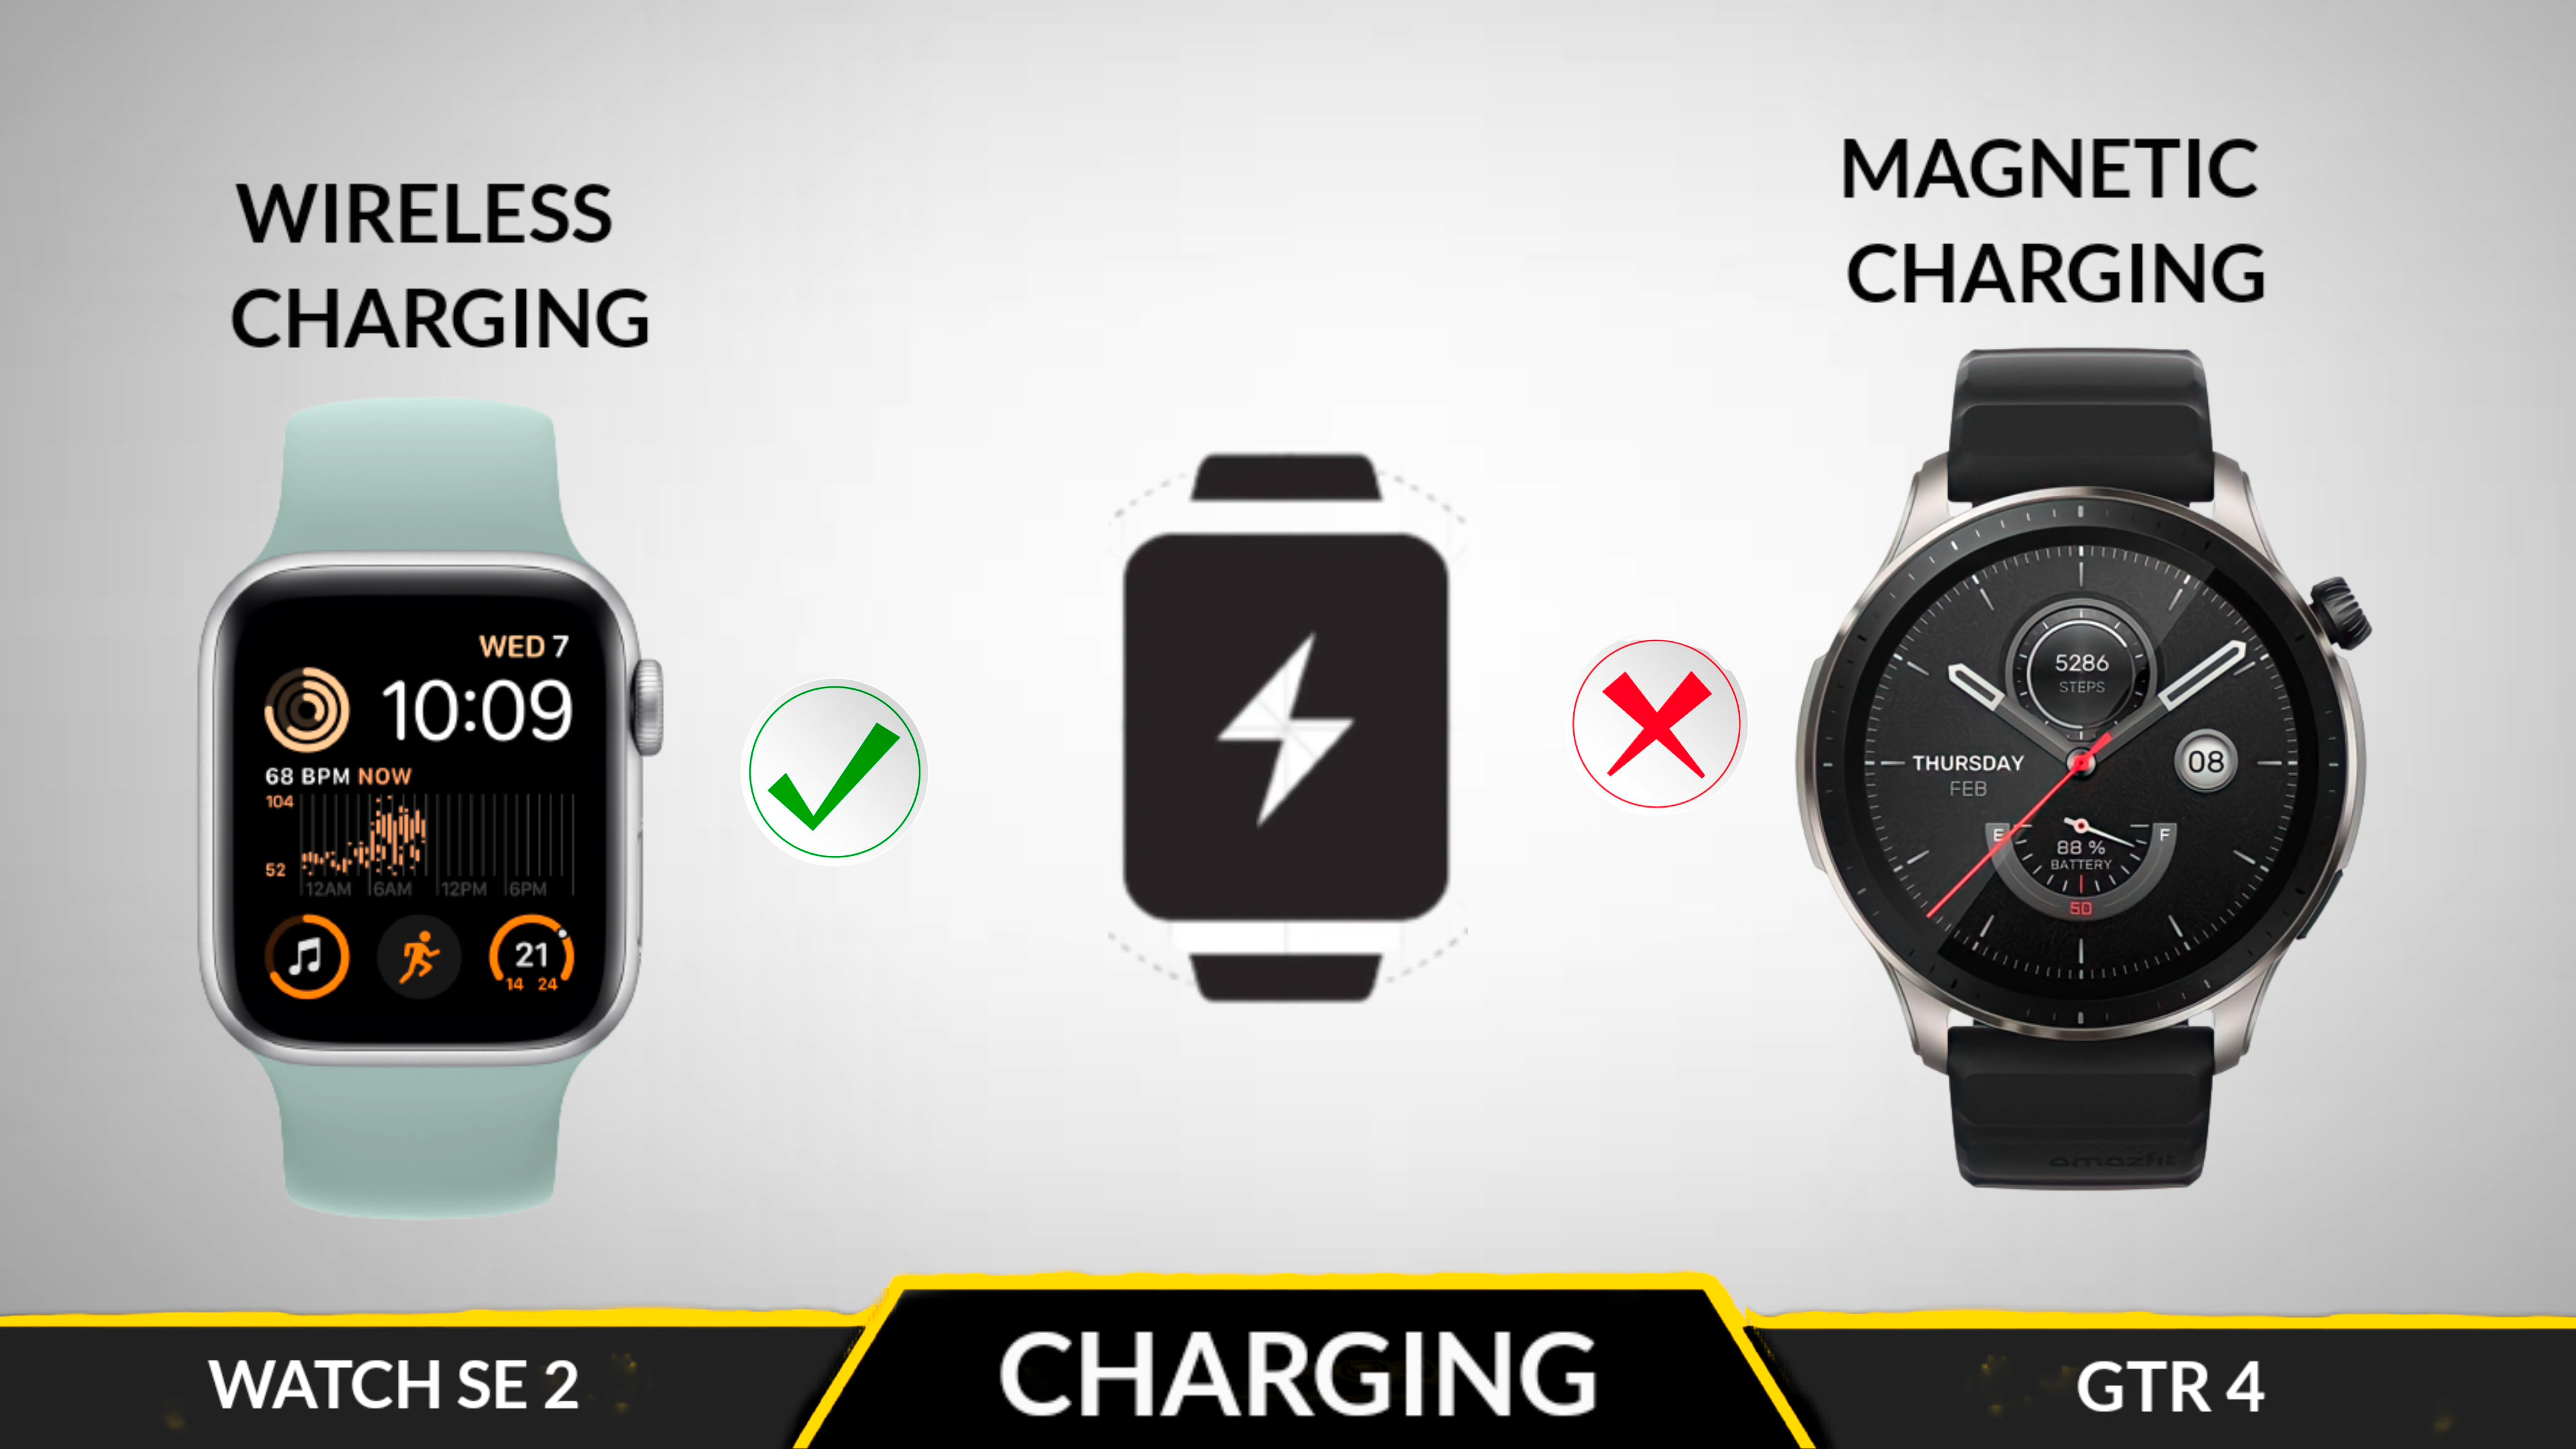 WIRELESS
CHARGING
MAGNETIC
CHARGING
WED 7
10:09
68 BPM NOW
104
52
12AM 6AM 12PM 6PM
21
14 24
5286
STEPS
THURSDAY
FEB
08
E F
88 %
BATTERY
50
amazfit
WATCH SE 2
CHARGING
GTR 4